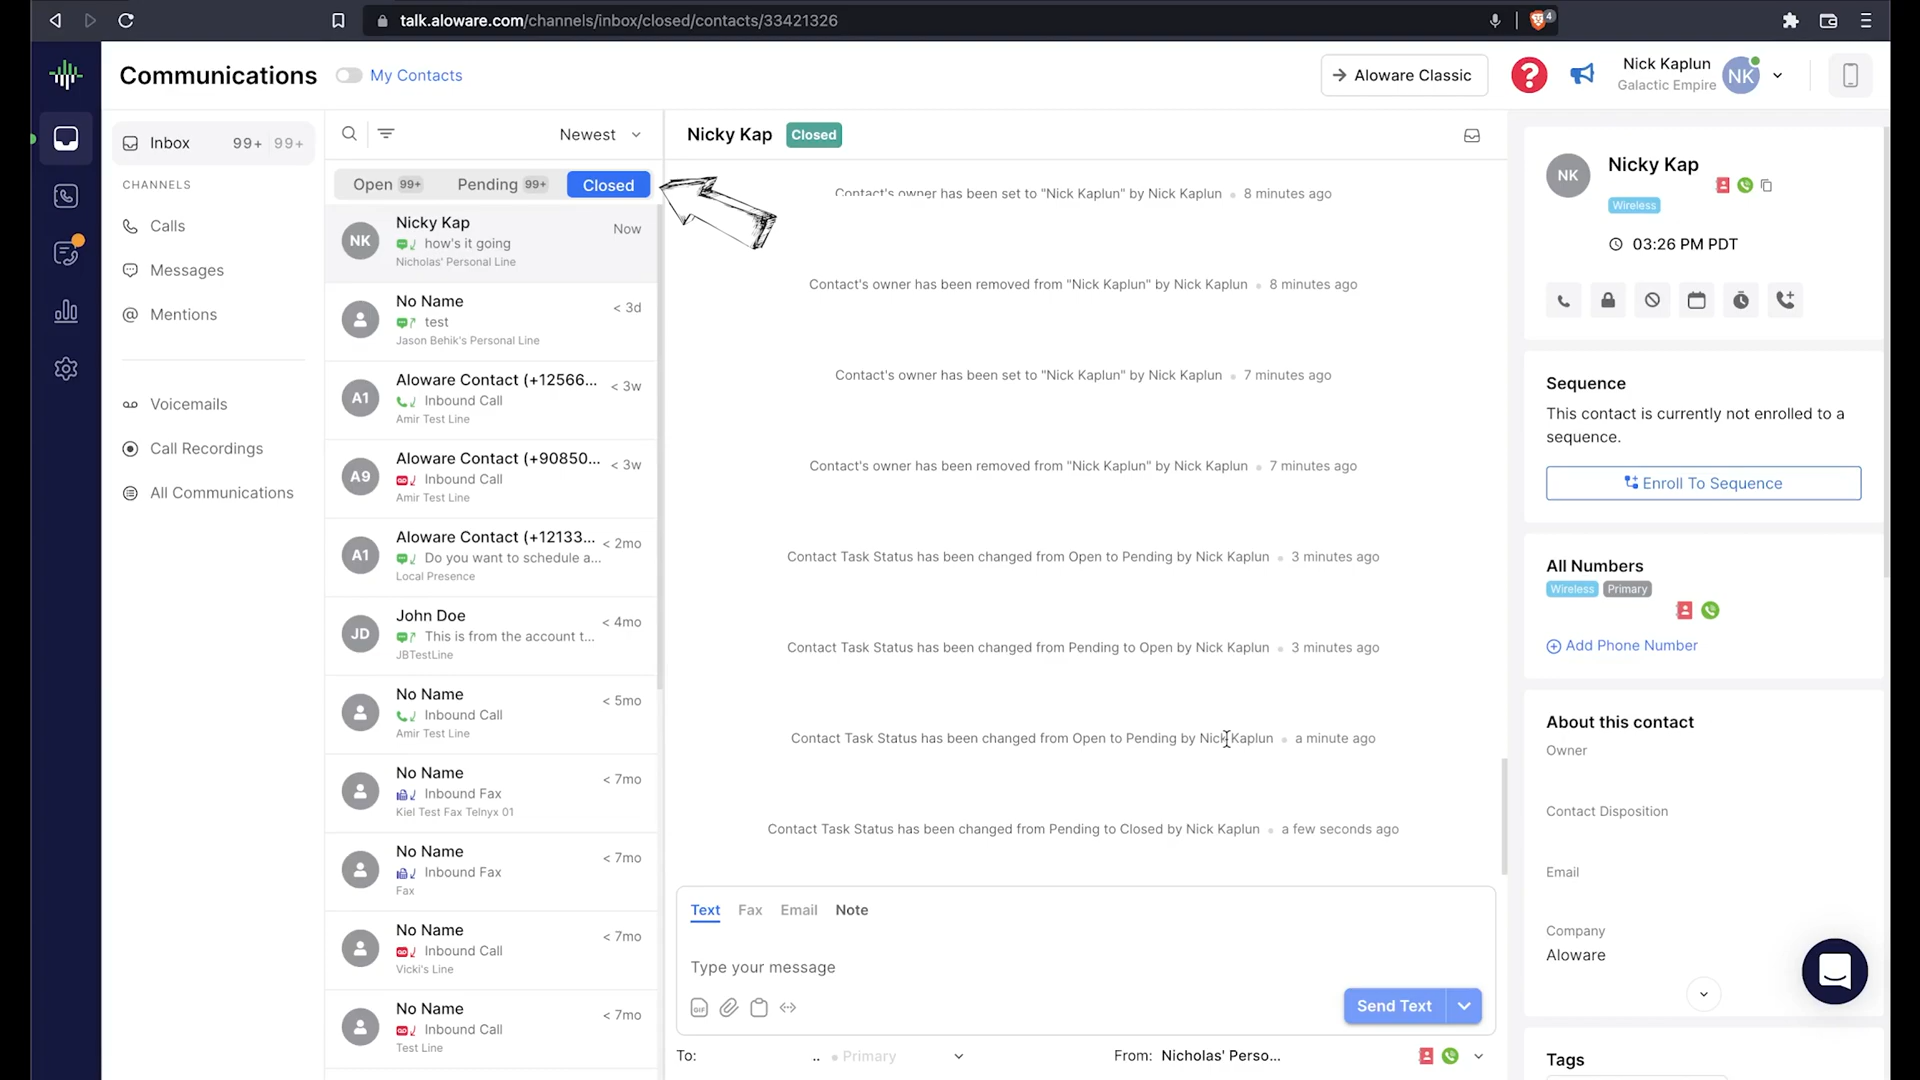 talk.aloware.com/channels/inbox/closed/contacts/33421326
4
Communications
My Contacts
Aloware Classic
?
Nick Kaplun
Galactic Empire
NK
Inbox 99+ 99+
CHANNELS
Calls
Messages
Mentions
Voicemails
Call Recordings
All Communications
Newest
Open 99+ Pending 99+ Closed
NK
Nicky Kap
Now
how's it going
Nicholas' Personal Line
No Name
< 3d
test
Jason Behik's Personal Line
A1
Aloware Contact (+12566...
< 3w
Inbound Call
Amir Test Line
A9
Aloware Contact (+90850...
< 3w
Inbound Call
Amir Test Line
A1
Aloware Contact (+12133...
< 2mo
Do you want to schedule a...
Local Presence
JD
John Doe
< 4mo
This is from the account t...
JBTestLine
No Name
< 5mo
Inbound Call
Amir Test Line
No Name
< 7mo
Inbound Fax
Kiel Test Fax Telnyx 01
No Name
< 7mo
Inbound Fax
Fax
No Name
< 7mo
Inbound Call
Vicki's Line
No Name
< 7mo
Inbound Call
Test Line
Nicky Kap Closed
Contact's owner has been set to "Nick Kaplun" by Nick Kaplun • 8 minutes ago
Contact's owner has been removed from "Nick Kaplun" by Nick Kaplun • 8 minutes ago
Contact's owner has been set to "Nick Kaplun" by Nick Kaplun • 7 minutes ago
Contact's owner has been removed from "Nick Kaplun" by Nick Kaplun • 7 minutes ago
Contact Task Status has been changed from Open to Pending by Nick Kaplun • 3 minutes ago
Contact Task Status has been changed from Pending to Open by Nick Kaplun • 3 minutes ago
Contact Task Status has been changed from Open to Pending by Nick Kaplun • a minute ago
Contact Task Status has been changed from Pending to Closed by Nick Kaplun • a few seconds ago
Text Fax Email Note
Type your message
GIF
Send Text
To: .. • Primary
From: Nicholas' Perso...
NK
Nicky Kap
Wireless
03:26 PM PDT
Sequence
This contact is currently not enrolled to a
sequence.
Enroll To Sequence
All Numbers
Wireless Primary
Add Phone Number
About this contact
Owner
Contact Disposition
Email
Company
Aloware
Tags